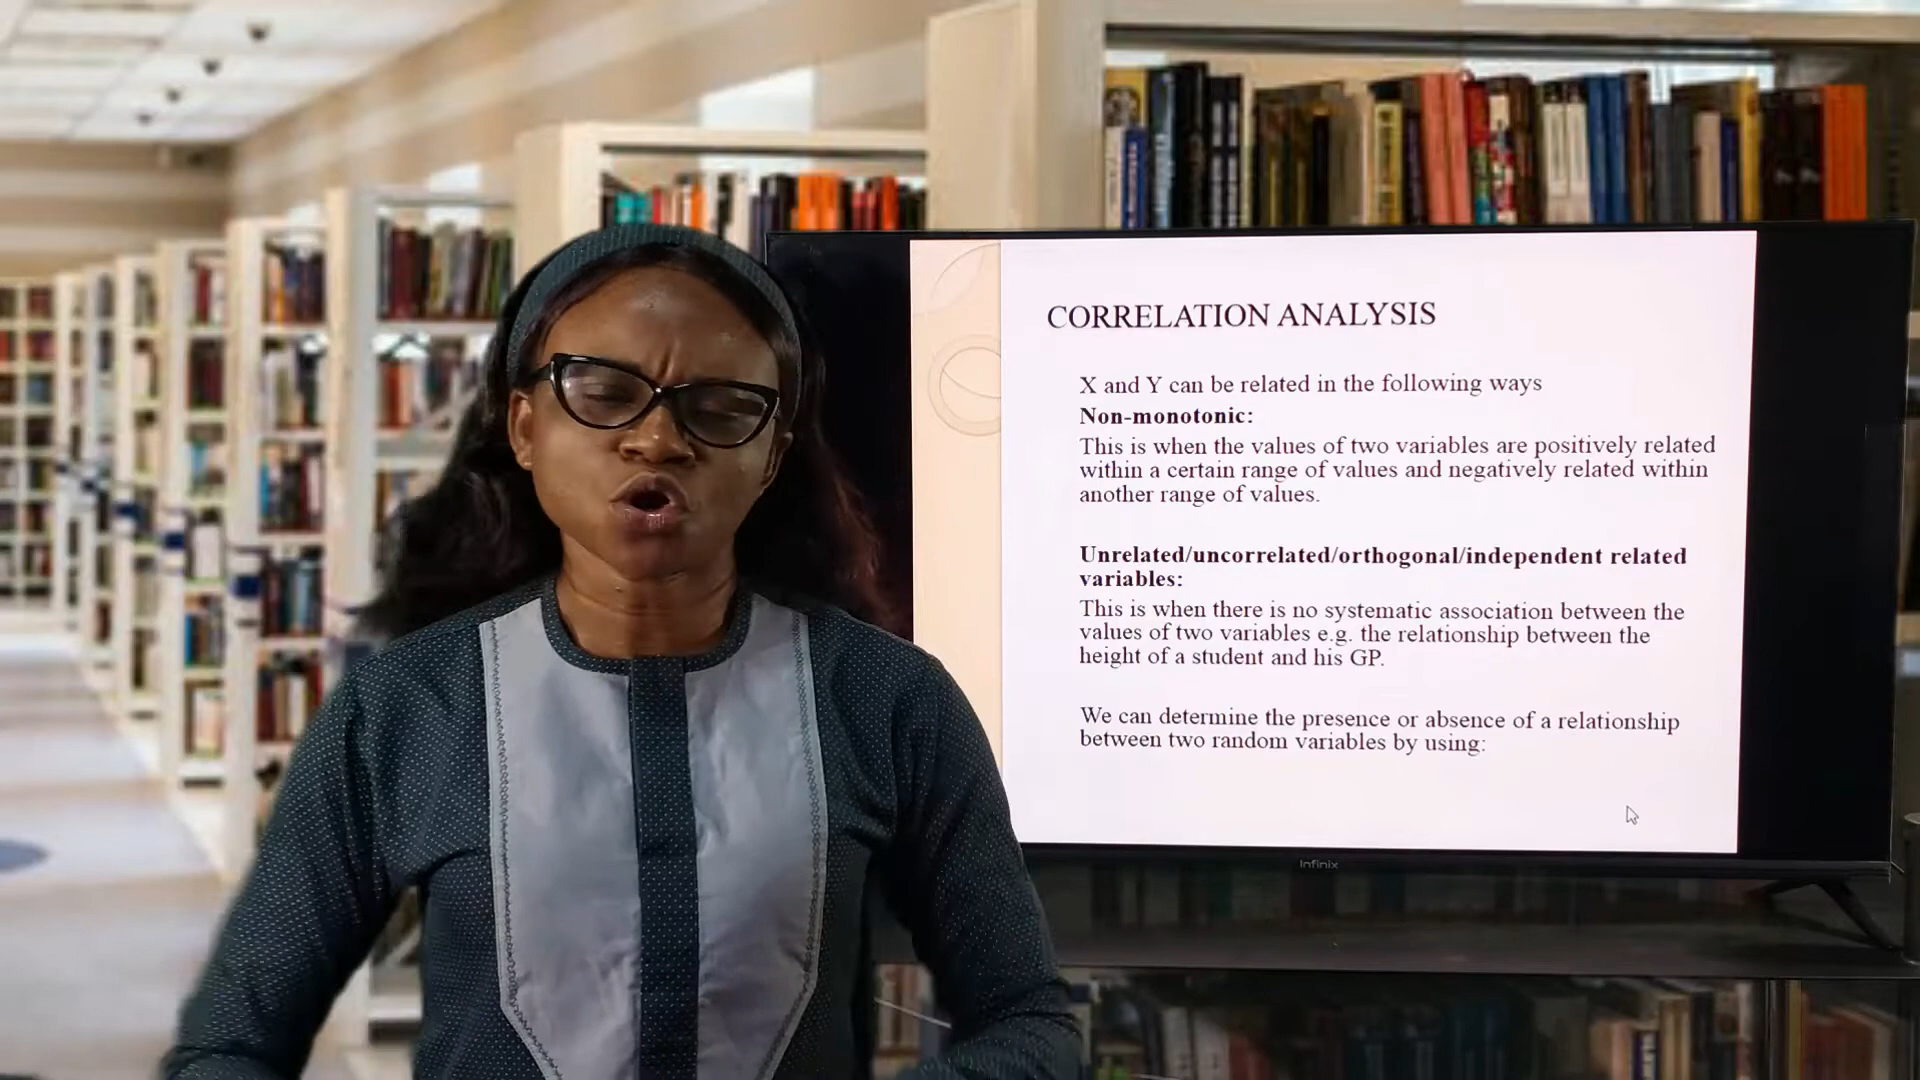 CORRELATION ANALYSIS
X and Y can be related in the following ways
Non-monotonic:
This is when the values of two variables are positively related
within a certain range of values and negatively related within
another range of values.
Unrelated/uncorrelated/orthogonal/independent related
variables:
This is when there is no systematic association between the
values of two variables e.g. the relationship between the
height of a student and his GP.
We can determine the presence or absence of a relationship
between two random variables by using:
Infinix